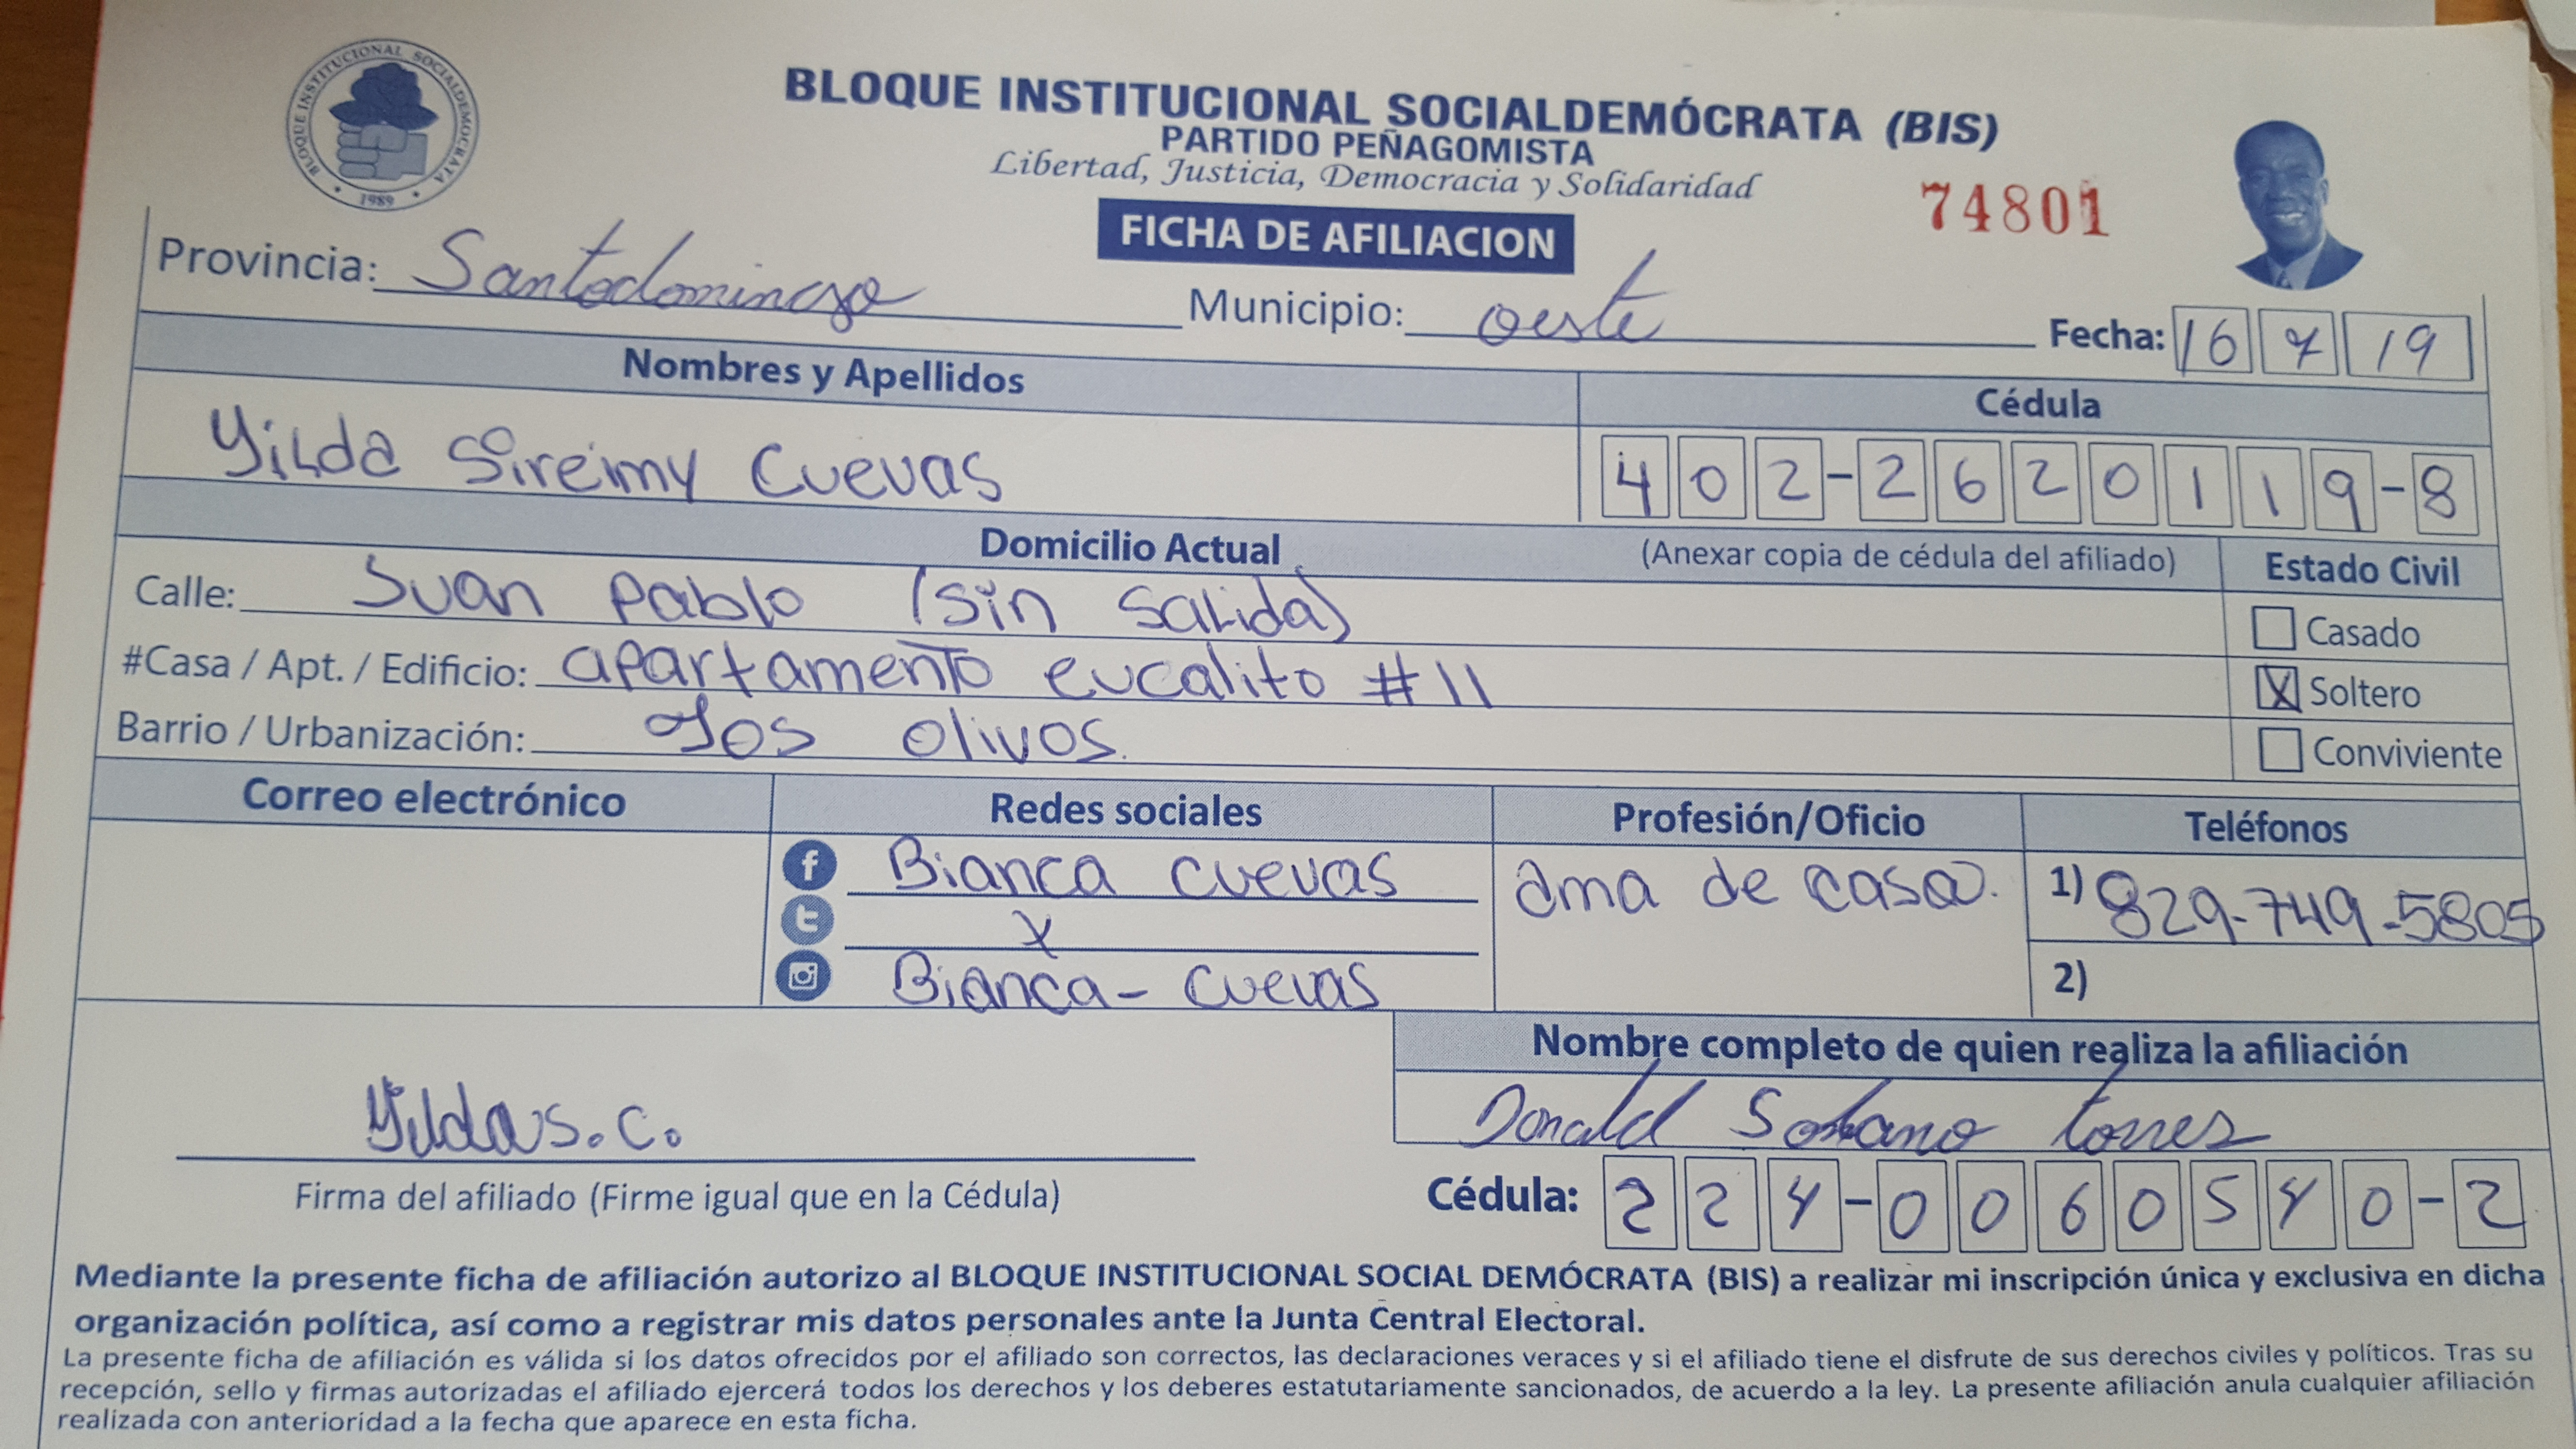 BLOQUE INSTITUCIONAL SOCIALDEMOCRATA
1989
BLOQUE INSTITUCIONAL SOCIALDEMÓCRATA (BIS)
PARTIDO PEÑAGOMISTA
Libertad, Justicia, Democracia y Solidaridad
74801
FICHA DE AFILIACION
Provincia: Santodomingo Municipio: oeste Fecha: 16 7 19
Nombres y Apellidos Cédula
Yilda Sireimy Cuevas 402-2620119-8
Domicilio Actual (Anexar copia de cédula del afiliado) Estado Civil
Calle: Juan Pablo (sin salida) Casado
#Casa / Apt. / Edificio: apartamento eucalito #11 X Soltero
Barrio / Urbanización: Los olivos. Conviviente
Correo electrónico Redes sociales Profesión/Oficio Teléfonos
f Bianca cuevas ama de casa. 1) 829-749-5805
t x
Bianca- cuevas 2)
Nombre completo de quien realiza la afiliación
Yilda S. C. Donald Torres
Firma del afiliado (Firme igual que en la Cédula) Cédula: 224-0060540-2
Mediante la presente ficha de afiliación autorizo al BLOQUE INSTITUCIONAL SOCIAL DEMÓCRATA (BIS) a realizar mi inscripción única y exclusiva en dicha
organización política, así como a registrar mis datos personales ante la Junta Central Electoral.
La presente ficha de afiliación es válida si los datos ofrecidos por el afiliado son correctos, las declaraciones veraces y si el afiliado tiene el disfrute de sus derechos civiles y políticos. Tras su
recepción, sello y firmas autorizadas el afiliado ejercerá todos los derechos y los deberes estatutariamente sancionados, de acuerdo a la ley. La presente afiliación anula cualquier afiliación
realizada con anterioridad a la fecha que aparece en esta ficha.